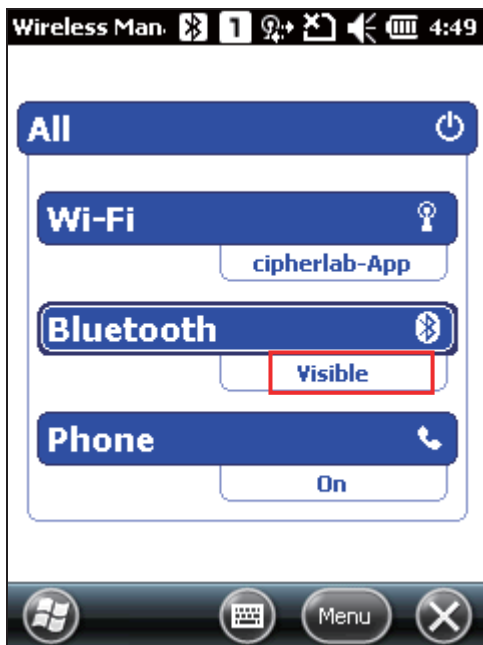 Wireless Man 1 4:49
All
Wi-Fi
cipherlab-App
Bluetooth
Visible
Phone
On
Menu